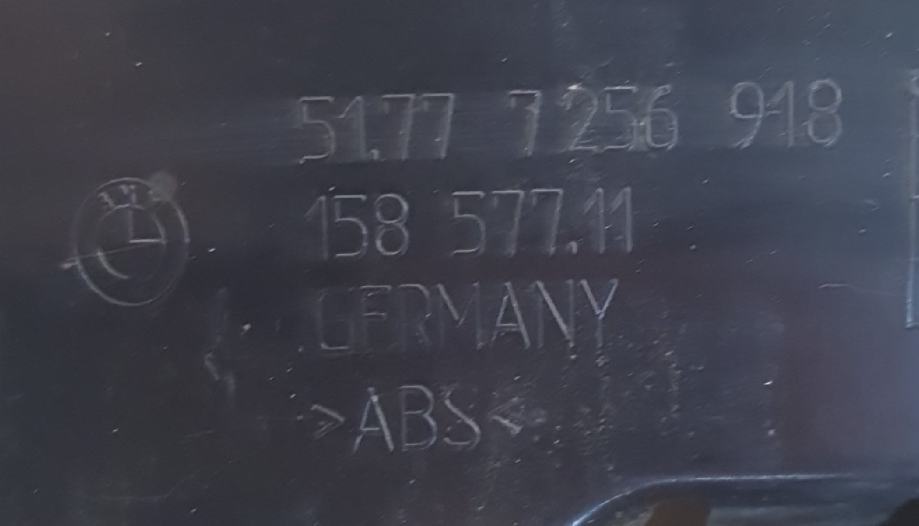 51.77 7 256 918
158 577.11
GERMANY
>ABS<